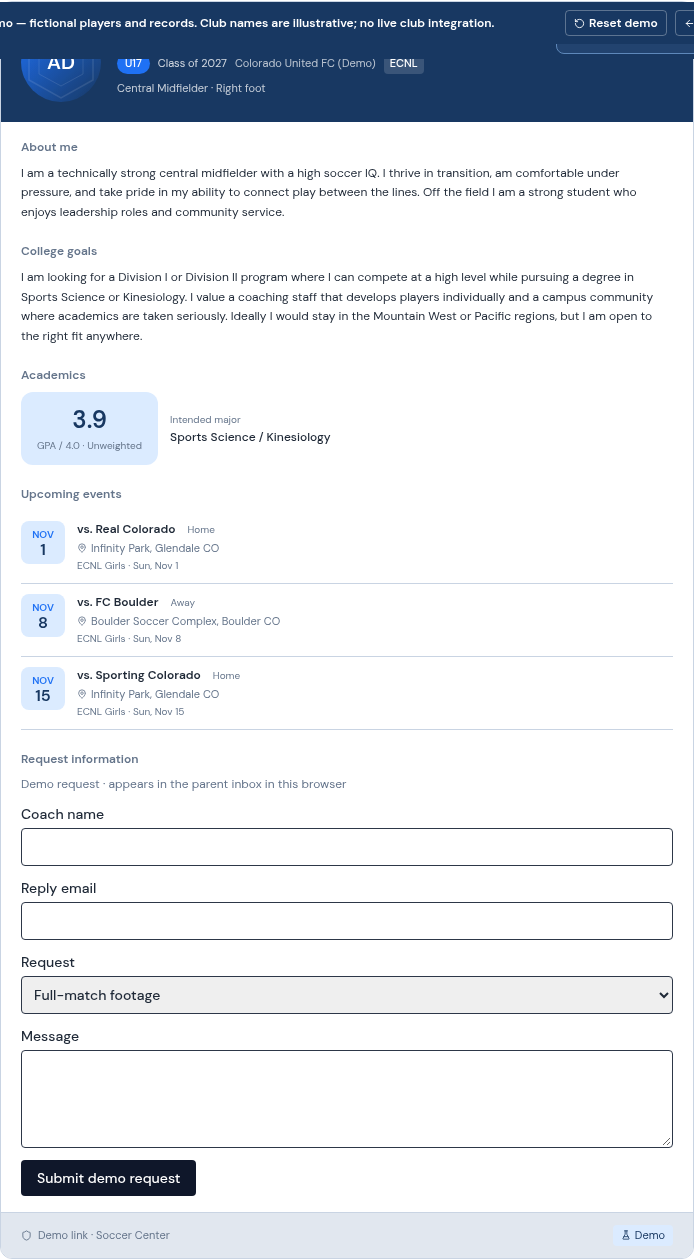 mo — fictional players and records. Club names are illustrative; no live club integration.
Reset demo
AD
U17 Class of 2027 Colorado United FC (Demo) ECNL
Central Midfielder · Right foot
About me
I am a technically strong central midfielder with a high soccer IQ. I thrive in transition, am comfortable under
pressure, and take pride in my ability to connect play between the lines. Off the field I am a strong student who
enjoys leadership roles and community service.
College goals
I am looking for a Division I or Division II program where I can compete at a high level while pursuing a degree in
Sports Science or Kinesiology. I value a coaching staff that develops players individually and a campus community
where academics are taken seriously. Ideally I would stay in the Mountain West or Pacific regions, but I am open to
the right fit anywhere.
Academics
3.9
GPA / 4.0 · Unweighted
Intended major
Sports Science / Kinesiology
Upcoming events
NOV
1
vs. Real Colorado Home
Infinity Park, Glendale CO
ECNL Girls · Sun, Nov 1
NOV
8
vs. FC Boulder Away
Boulder Soccer Complex, Boulder CO
ECNL Girls · Sun, Nov 8
NOV
15
vs. Sporting Colorado Home
Infinity Park, Glendale CO
ECNL Girls · Sun, Nov 15
Request information
Demo request · appears in the parent inbox in this browser
Coach name
Reply email
Request
Full-match footage
Message
Submit demo request
Demo link · Soccer Center
Demo